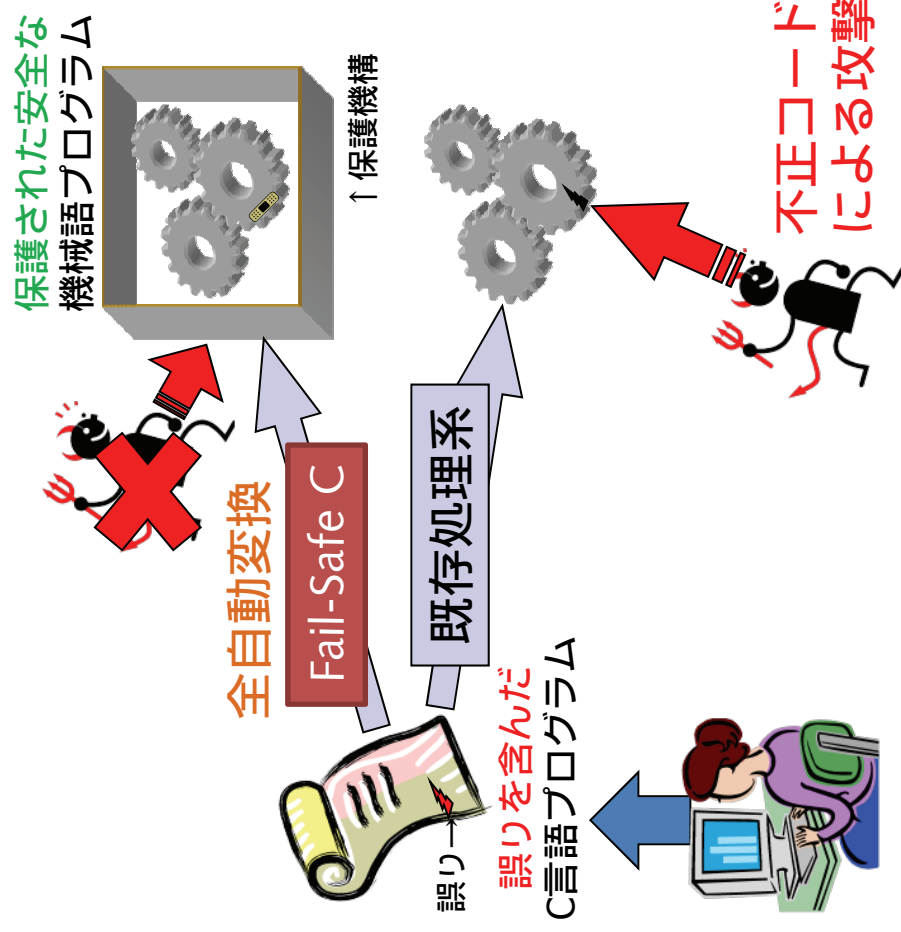 保護された安全な
機械語プログラム
↑保護機構
全自動変換
Fail-Safe C
既存処理系
誤り→
誤りを含んだ
C言語プログラム
不正コード
による攻撃